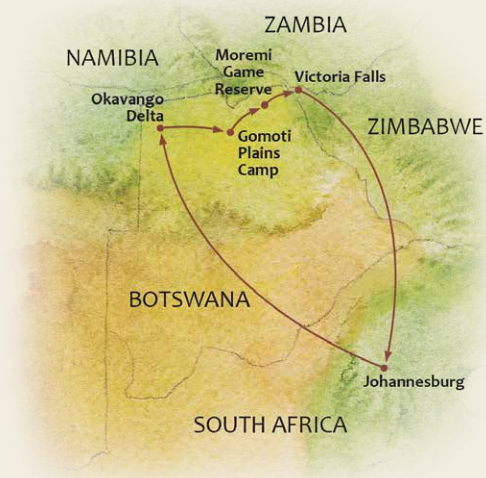 ZAMBIA
NAMIBIA
Moremi
Game
Reserve
Victoria Falls
Okavango
Delta
Gomoti
Plains
Camp
ZIMBABWE
BOTSWANA
Johannesburg
SOUTH AFRICA